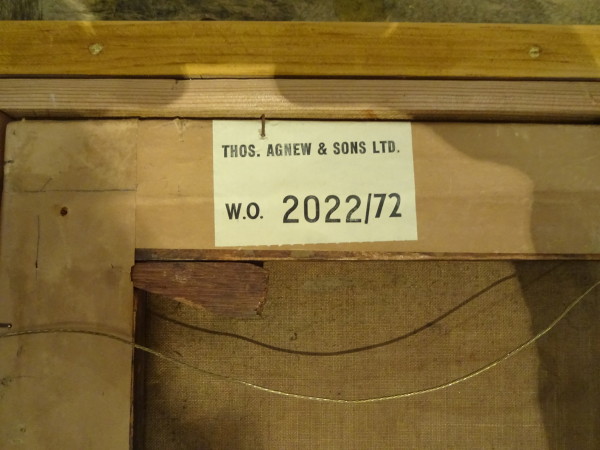 THOS. AGNEW & SONS LTD.
W.O. 2022/72